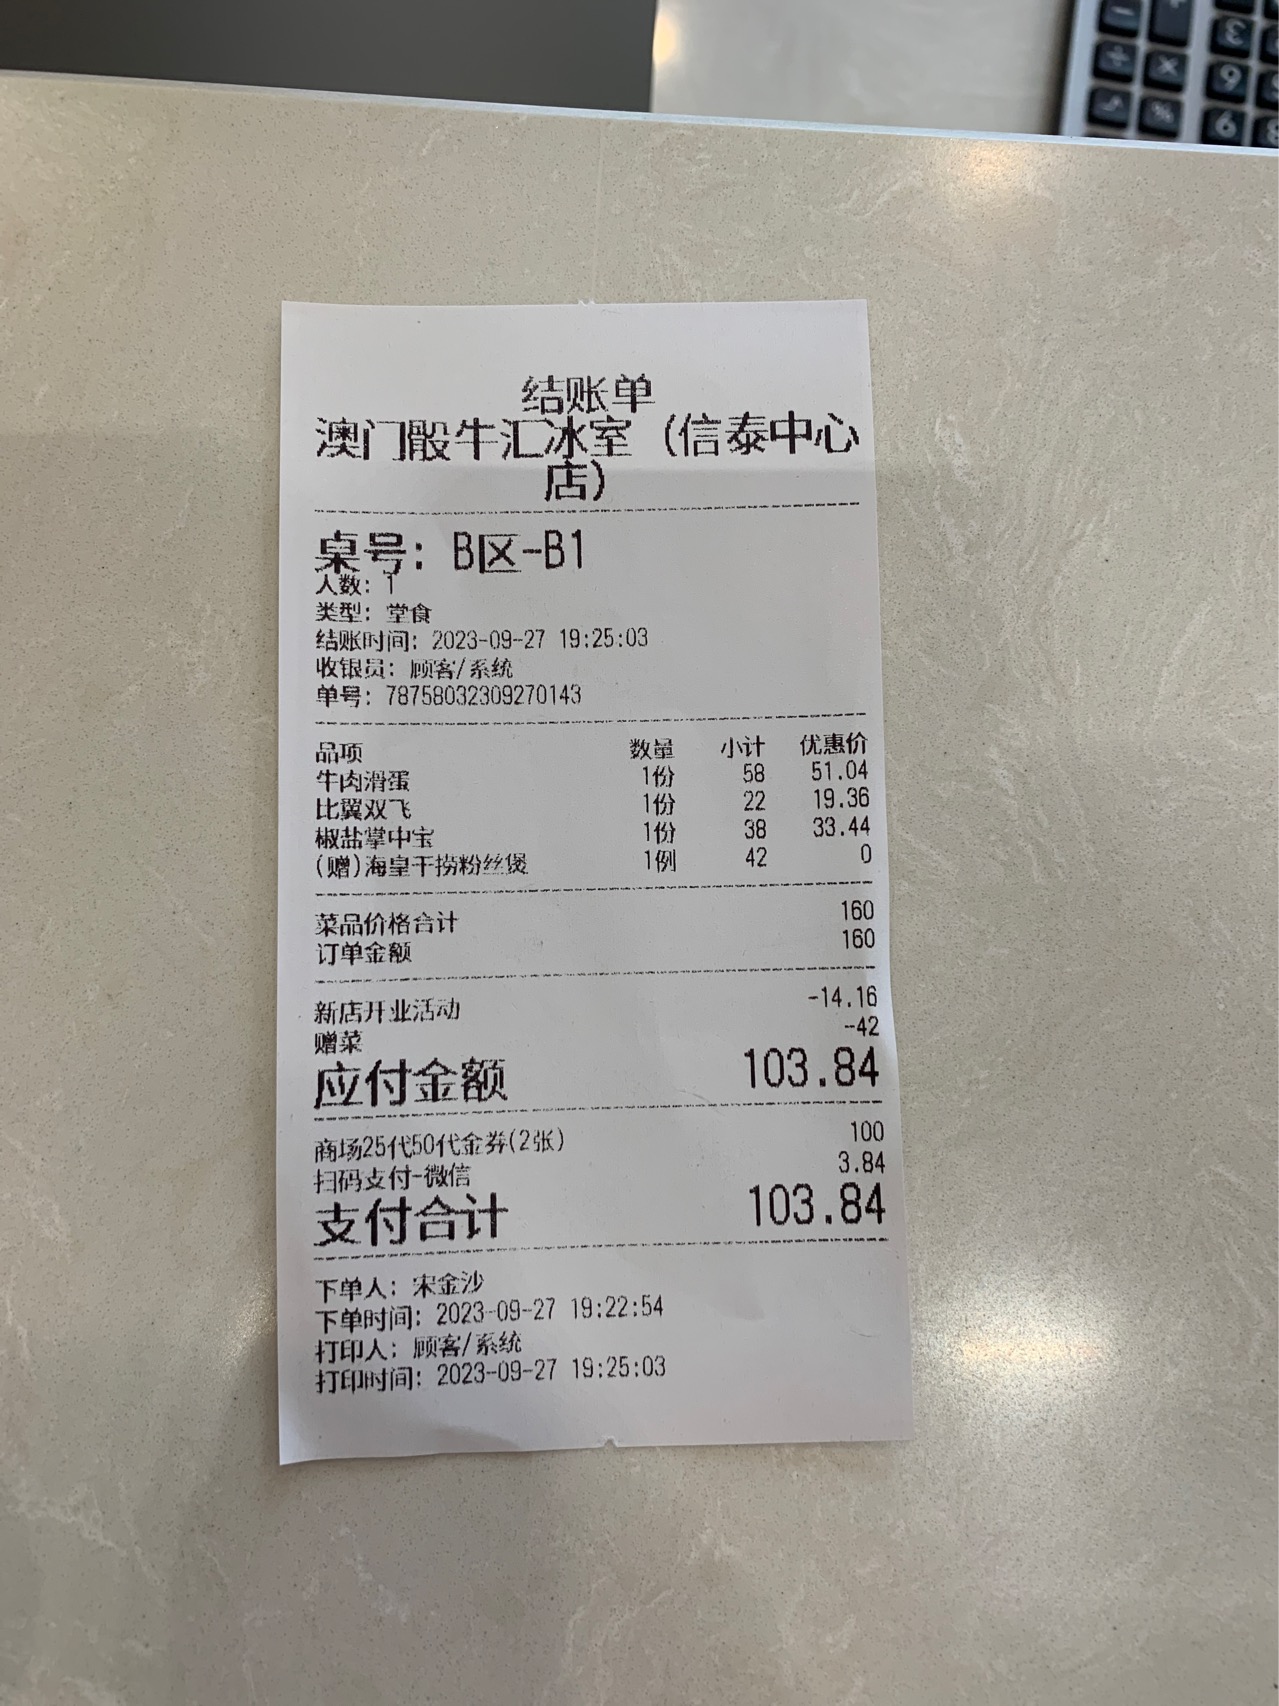 结账单
澳门骰牛汇冰室（信泰中心
店）
桌号：B区-B1
人数：1
类型：堂食
结账时间：2023-09-27 19:25:03
收银员：顾客/系统
单号：78758032309270143
品项 数量 小计 优惠价
牛肉滑蛋 1份 58 51.04
比翼双飞 1份 22 19.36
椒盐掌中宝 1份 38 33.44
(赠)海皇干捞粉丝煲 1例 42 0
菜品价格合计 160
订单金额 160
新店开业活动 -14.16
赠菜 -42
应付金额 103.84
商场25代50代金券(2张) 100
扫码支付-微信 3.84
支付合计 103.84
下单人：宋金沙
下单时间：2023-09-27 19:22:54
打印人：顾客/系统
打印时间：2023-09-27 19:25:03